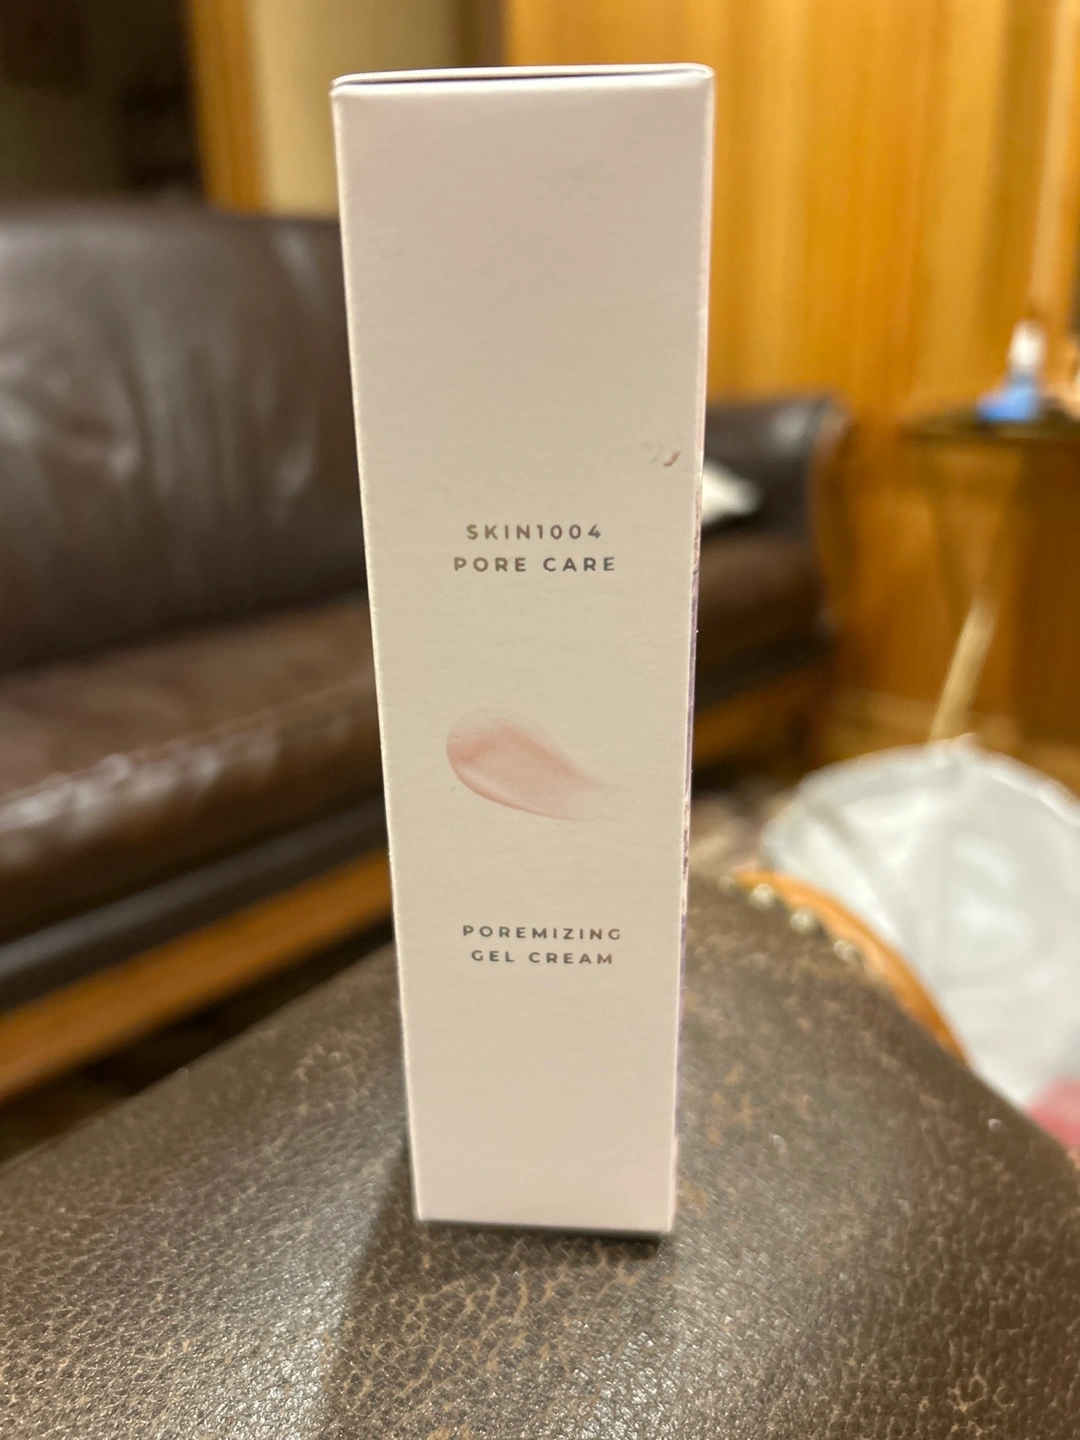 SKIN1004
PORE CARE
POREMIZING
GEL CREAM